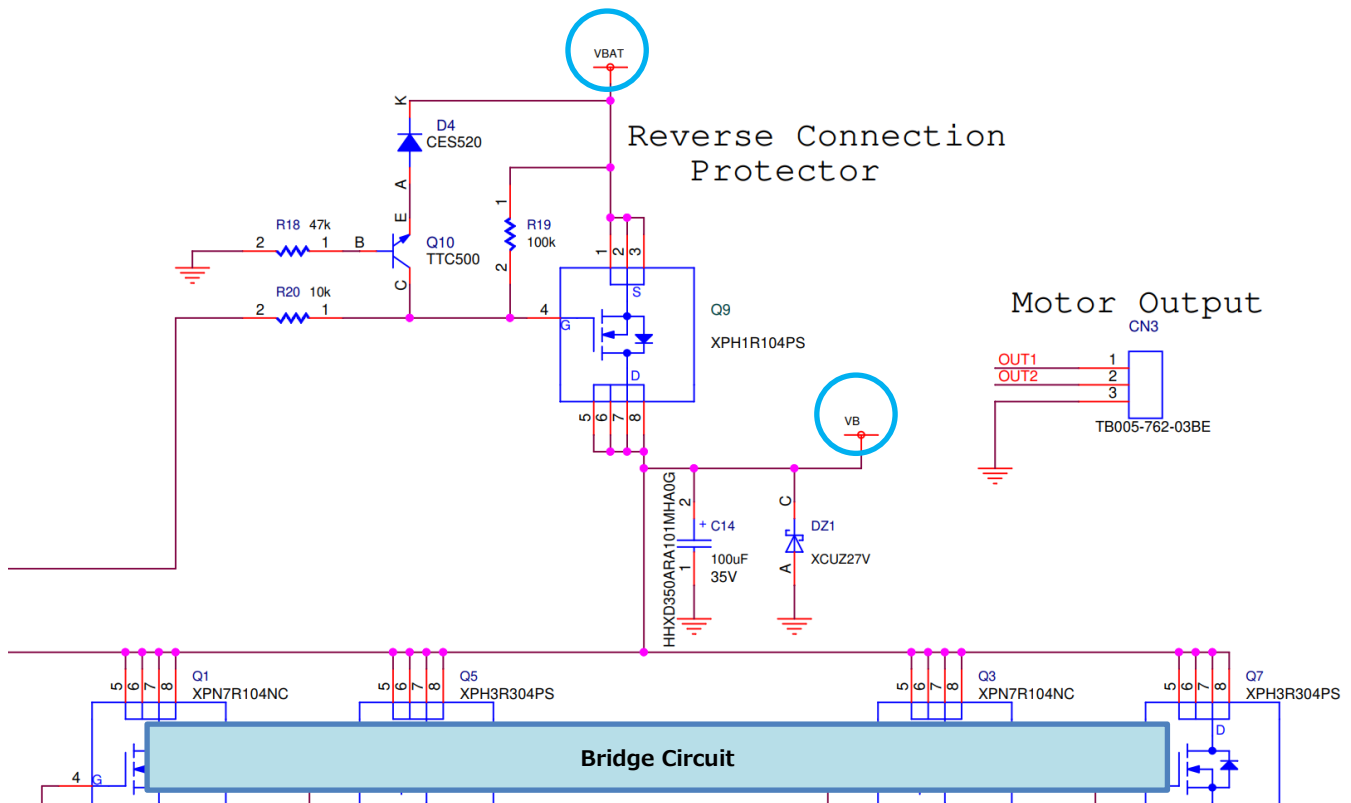 VBAT
Reverse Connection
Protector
K
D4
CES520
A
E
R18 47k
2
1
B
Q10
TTC500
C
R20 10k
2
1
1
R19
100k
2
1
2
3
S
4
G
Q9
XPH1R104PS
D
5
6
7
8
Motor Output
CN3
OUT1
OUT2
1
2
3
TB005-762-03BE
VB
HHXD350ARA101MHA0G
2
+ C14
100uF
35V
1
C
DZ1
XCUZ27V
A
5
6
7
8
Q1
XPN7R104NC
5
6
7
8
Q5
XPH3R304PS
5
6
7
8
Q3
XPN7R104NC
5
6
7
8
Q7
XPH3R304PS
D
4
G
Bridge Circuit